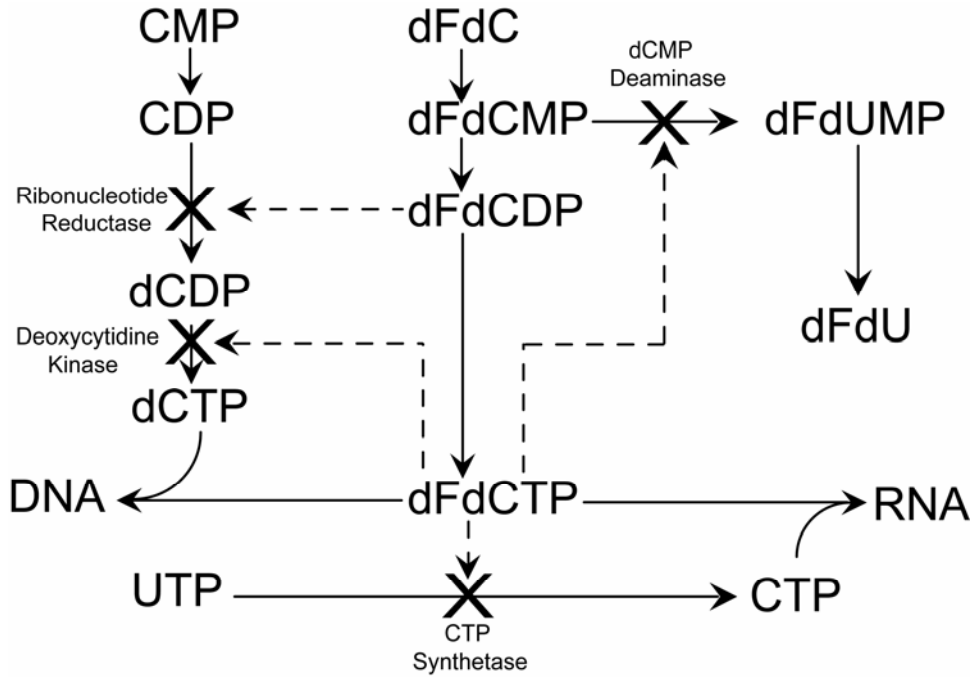 CMP
dFdC
dCMP
Deaminase
CDP
dFdCMP
dFdUMP
Ribonucleotide
Reductase
dFdCDP
dCDP
dFdU
Deoxycytidine
Kinase
dCTP
DNA
dFdCTP
RNA
UTP
CTP
CTP
Synthetase